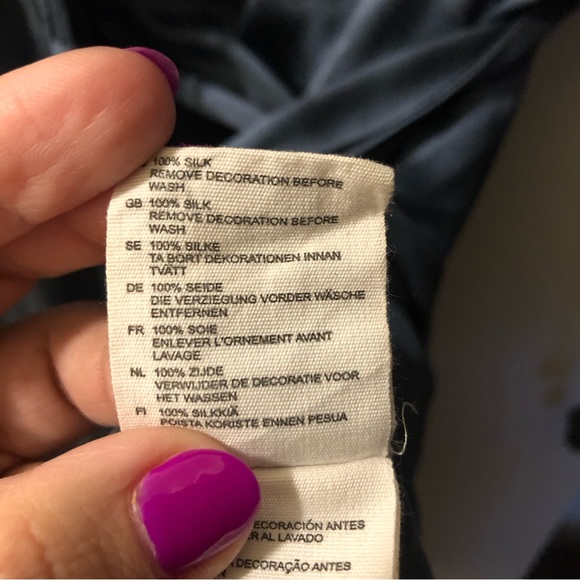 100% SILK
REMOVE DECORATION BEFORE
WASH
GB 100% SILK
REMOVE DECORATION BEFORE
WASH
SE 100% SILKE
TA BORT DEKORATIONEN INNAN
TVÄTT
DE 100% SEIDE
DIE VERZIEGUNG VORDER WÄSCHE
ENTFERNEN
FR 100% SOIE
ENLEVER L'ORNEMENT AVANT
LAVAGE
NL 100% ZIJDE
VERWIJDER DE DECORATIE VOOR
HET WASSEN
FI 100% SILKKIÄ
POISTA KORISTE ENNEN PESUA
ECORACIÓN ANTES
AR AL LAVADO
DECORAÇÃO ANTES